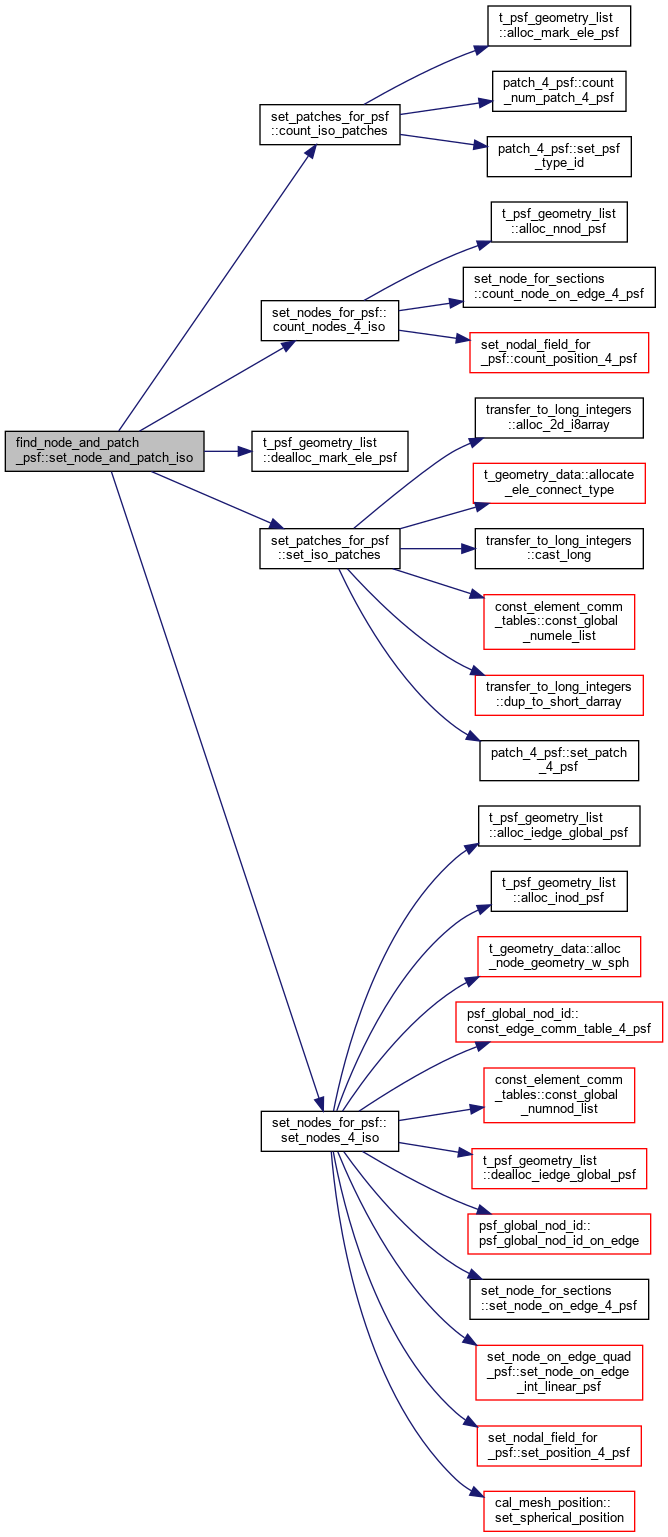 t_psf_geometry_list
::alloc_mark_ele_psf
patch_4_psf::count
_num_patch_4_psf
set_patches_for_psf
::count_iso_patches
patch_4_psf::set_psf
_type_id
t_psf_geometry_list
::alloc_nnod_psf
set_node_for_sections
::count_node_on_edge_4_psf
set_nodes_for_psf::
count_nodes_4_iso
set_nodal_field_for
_psf::count_position_4_psf
find_node_and_patch
_psf::set_node_and_patch_iso
t_psf_geometry_list
::dealloc_mark_ele_psf
transfer_to_long_integers
::alloc_2d_i8array
t_geometry_data::allocate
_ele_connect_type
set_patches_for_psf
::set_iso_patches
transfer_to_long_integers
::cast_long
const_element_comm
_tables::const_global
_numele_list
transfer_to_long_integers
::dup_to_short_darray
patch_4_psf::set_patch
_4_psf
t_psf_geometry_list
::alloc_iedge_global_psf
t_psf_geometry_list
::alloc_inod_psf
t_geometry_data::alloc
_node_geometry_w_sph
psf_global_nod_id::
const_edge_comm_table_4_psf
const_element_comm
_tables::const_global
_numnod_list
set_nodes_for_psf::
set_nodes_4_iso
t_psf_geometry_list
::dealloc_iedge_global_psf
psf_global_nod_id::
psf_global_nod_id_on_edge
set_node_for_sections
::set_node_on_edge_4_psf
set_node_on_edge_quad
_psf::set_node_on_edge
_int_linear_psf
set_nodal_field_for
_psf::set_position_4_psf
cal_mesh_position::
set_spherical_position